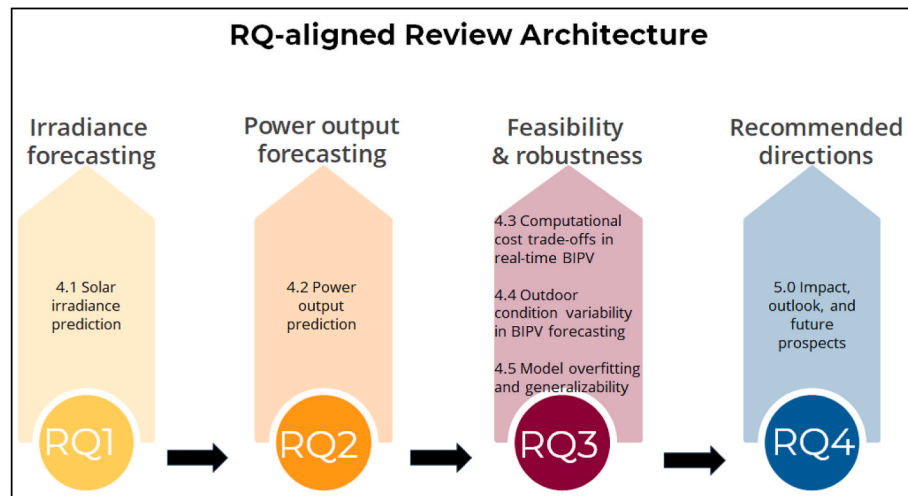 RQ-aligned Review Architecture
Irradiance
forecasting
4.1 Solar
irradiance
prediction
RQ1
Power output
forecasting
4.2 Power
output
prediction
RQ2
Feasibility
& robustness
4.3 Computational
cost trade-offs in
real-time BIPV
4.4 Outdoor
condition variability
in BIPV forecasting
4.5 Model overfitting
and generalizability
RQ3
Recommended
directions
5.0 Impact,
outlook, and
future
prospects
RQ4